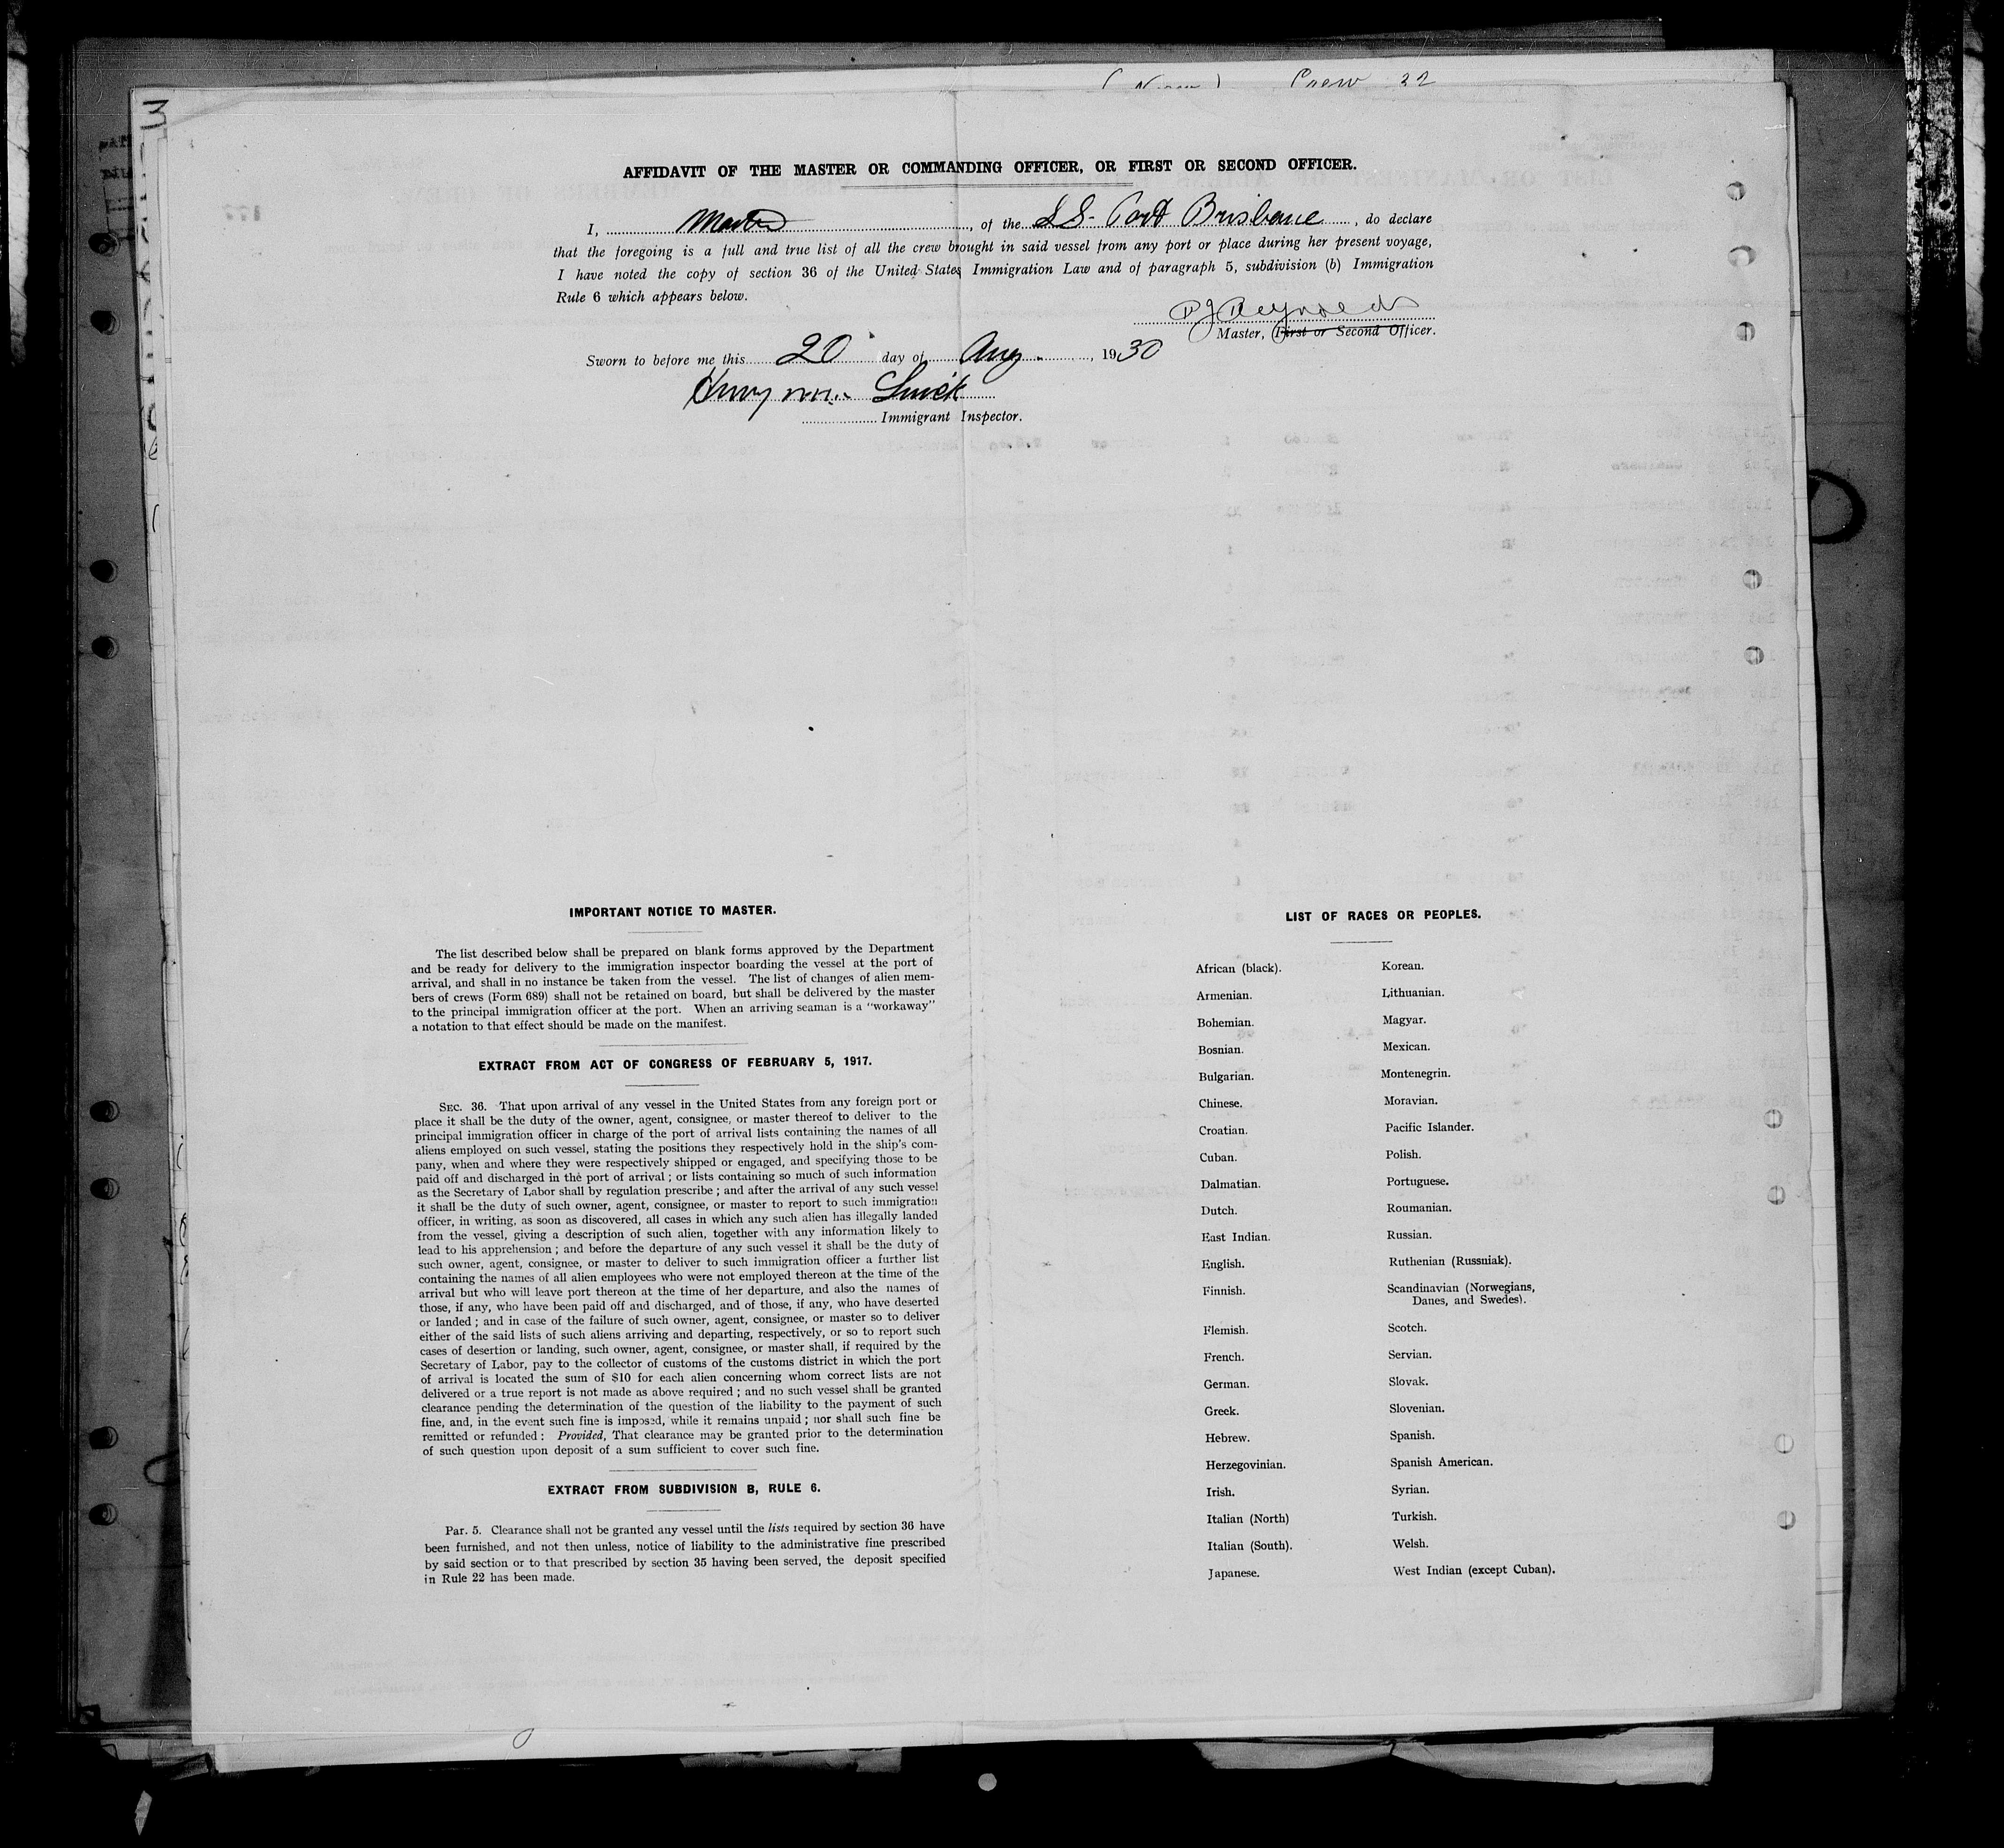 Crew 32
AFFIDAVIT OF THE MASTER OR COMMANDING OFFICER, OR FIRST OR SECOND OFFICER.
I, Master, of the S.S. Port Brisbane, do declare
that the foregoing is a full and true list of all the crew brought in said vessel from any port or place during her present voyage,
I have noted the copy of section 36 of the United States Immigration Law and of paragraph 5, subdivision (b) Immigration
Rule 6 which appears below.
Reynolds
Master, First or Second Officer.
Sworn to before me this 20 day of Aug., 1930
Immigrant Inspector.
IMPORTANT NOTICE TO MASTER.
The list described below shall be prepared on blank forms approved by the Department
and be ready for delivery to the immigration inspector boarding the vessel at the port of
arrival, and shall in no instance be taken from the vessel. The list of changes of alien mem-
bers of crews (Form 689) shall not be retained on board, but shall be delivered by the master
to the principal immigration officer at the port. When an arriving seaman is a "workaway"
a notation to that effect should be made on the manifest.
EXTRACT FROM ACT OF CONGRESS OF FEBRUARY 5, 1917.
SEC. 36. That upon arrival of any vessel in the United States from any foreign port or
place it shall be the duty of the owner, agent, consignee, or master thereof to deliver to the
principal immigration officer in charge of the port of arrival lists containing the names of all
aliens employed on such vessel, stating the positions they respectively hold in the ship's com-
pany, when and where they were respectively shipped or engaged, and specifying those to be
paid off and discharged in the port of arrival; or lists containing so much of such information
as the Secretary of Labor shall by regulation prescribe; and after the arrival of any such vessel
it shall be the duty of such owner, agent, consignee, or master to report to such immigration
officer, in writing, as soon as discovered, all cases in which any such alien has illegally landed
from the vessel, giving a description of such alien, together with any information likely to
lead to his apprehension; and before the departure of any such vessel it shall be the duty of
such owner, agent, consignee, or master to deliver to such immigration officer a further list
containing the names of all alien employees who were not employed thereon at the time of the
arrival but who will leave port thereon at the time of her departure, and also the names of
those, if any, who have been paid off and discharged, and of those, if any, who have deserted
or landed; and in case of the failure of such owner, agent, consignee, or master so to deliver
either of the said lists of such aliens arriving and departing, respectively, or so to report such
cases of desertion or landing, such owner, agent, consignee, or master shall, if required by the
Secretary of Labor, pay to the collector of customs of the customs district in which the port
of arrival is located the sum of $10 for each alien concerning whom correct lists are not
delivered or a true report is not made as above required; and no such vessel shall be granted
clearance pending the determination of the question of the liability to the payment of such
fine, and, in the event such fine is imposed, while it remains unpaid; nor shall such fine be
remitted or refunded: Provided, That clearance may be granted prior to the determination
of such question upon deposit of a sum sufficient to cover such fine.
EXTRACT FROM SUBDIVISION B, RULE 6.
Par. 5. Clearance shall not be granted any vessel until the lists required by section 36 have
been furnished, and not then unless, notice of liability to the administrative fine prescribed
by said section or to that prescribed by section 35 having been served, the deposit specified
in Rule 22 has been made.
LIST OF RACES OR PEOPLES.
African (black).
Armenian.
Bohemian.
Bosnian.
Bulgarian.
Chinese.
Croatian.
Cuban.
Dalmatian.
Dutch.
East Indian.
English.
Finnish.
Flemish.
French.
German.
Greek.
Hebrew.
Herzegovinian.
Irish.
Italian (North)
Italian (South).
Japanese.
Korean.
Lithuanian.
Magyar.
Mexican.
Montenegrin.
Moravian.
Pacific Islander.
Polish.
Portuguese.
Roumanian.
Russian.
Ruthenian (Russniak).
Scandinavian (Norwegians,
Danes, and Swedes).
Scotch.
Servian.
Slovak.
Slovenian.
Spanish.
Spanish American.
Syrian.
Turkish.
Welsh.
West Indian (except Cuban).